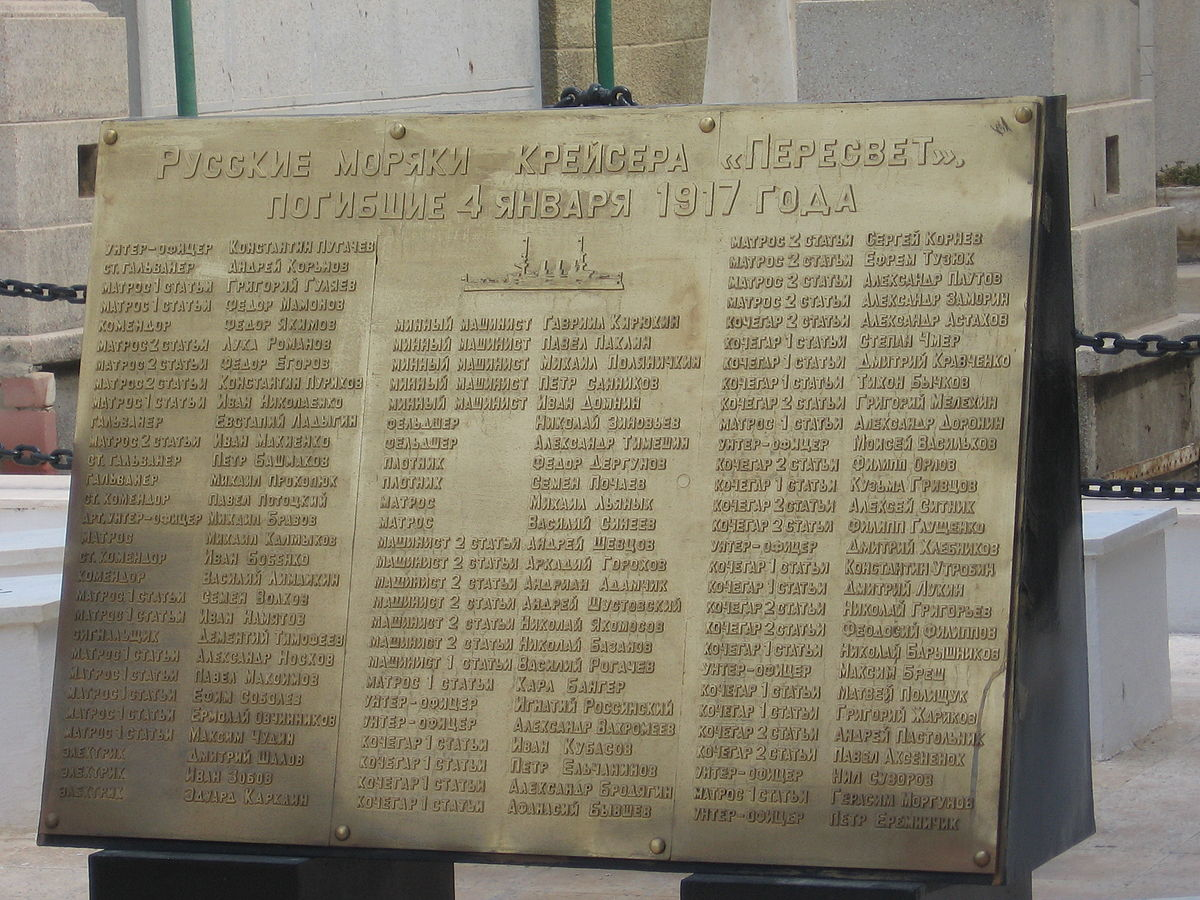 Русские моряки крейсера «Пересвет»,
погибшие 4 января 1917 года
унтер-офицер Константин Пугачев
ст. гальванер Андрей Корьмов
матрос 1 статьи Григорий Гуляев
матрос 1 статьи Федор Мамонов
комендор Федор Якимов
матрос 2 статьи Лука Романов
матрос 2 статьи Федор Егоров
матрос 2 статьи Константин Пуряхов
матрос 1 статьи Иван Николаенко
гальванер Евстапий Ладыгин
матрос 2 статьи Иван Макиенко
ст. гальванер Петр Башмаков
гальванер Михаил Прокопюк
ст. комендор Павел Потоцкий
арт. унтер-офицер Михаил Бравов
матрос Михаил Калмыков
ст. комендор Иван Бобенко
комендор Василий
матрос 1 статьи Семен Волков
матрос 1 статьи Иван Намятов
сигнальщик Дементий Тимофеев
матрос 1 статьи Александр Носков
матрос 1 статьи Павел Максимов
матрос 1 статьи Ефим Соболев
матрос 1 статьи Ермолай Овчинников
матрос 1 статьи Максим Чудин
электрик Дмитрий Шалов
электрик Иван Зобов
электрик Эдуард Карклин
минный машинист Гавриил Кирюхин
минный машинист Павел Пахлин
минный машинист Михаил Поляничкин
минный машинист Петр Санников
минный машинист Иван Домнин
фельдшер Николай Зиновьев
фельдшер Александр Тимешин
плотник Федор Дергунов
плотник Семен Почаев
матрос Михаил Льяных
матрос Василий Синеев
машинист 2 статьи Андрей Шевцов
машинист 2 статьи Аркадий Горохов
машинист 2 статьи Андриан Адамчик
машинист 2 статьи Андрей Шустовский
машинист 2 статьи Николай Якомосов
машинист 2 статьи Николай Базанов
машинист 1 статьи Василий Рогачев
матрос 1 статьи Карл Бангер
унтер-офицер Игнатий Россинский
унтер-офицер Александр Вахромеев
кочегар 1 статьи Иван Кубасов
кочегар 1 статьи Петр Ельчанинов
кочегар 1 статьи Александр Бродягин
кочегар 1 статьи Афанасий Бывшев
матрос 2 статьи Сергей Корнев
матрос 2 статьи Ефрем Тузюк
матрос 2 статьи Александр Плутов
матрос 2 статьи Александр Заморин
кочегар 2 статьи Александр Астахов
кочегар 1 статьи Степан Чмер
кочегар 1 статьи Дмитрий Кравченко
кочегар 1 статьи Тихон Бычков
кочегар 2 статьи Григорий Мелехин
матрос 1 статьи Александр Доронин
унтер-офицер Моисей Васильков
кочегар 2 статьи Филипп Орлов
кочегар 1 статьи Кузьма Гривцов
кочегар 2 статьи Алексей Ситник
кочегар 2 статьи Филипп Глущенко
унтер-офицер Дмитрий Хлебников
кочегар 1 статьи Константин Утробин
кочегар 1 статьи Дмитрий Лукин
кочегар 2 статьи Николай Григорьев
кочегар 2 статьи Феодосий Филиппов
кочегар 1 статьи Николай Барышников
унтер-офицер Максим Бреш
кочегар 1 статьи Матвей Полищук
кочегар 1 статьи Григорий Жариков
кочегар 2 статьи Андрей Пастольник
кочегар 2 статьи Павел Аксененок
унтер-офицер Нил Суворов
матрос 1 статьи Герасим Моргунов
унтер-офицер Петр Еремничик